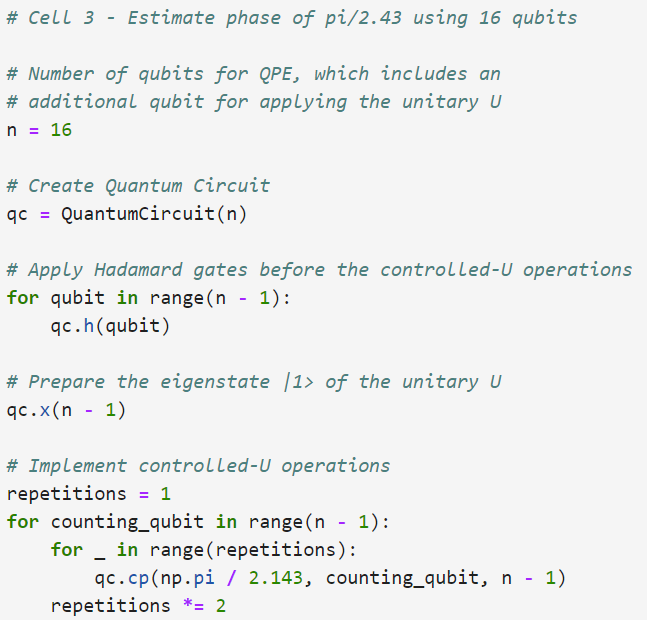 # Cell 3 - Estimate phase of pi/2.43 using 16 qubits
# Number of qubits for QPE, which includes an
# additional qubit for applying the unitary U
n = 16
# Create Quantum Circuit
qc = QuantumCircuit(n)
# Apply Hadamard gates before the controlled-U operations
for qubit in range(n - 1):
    qc.h(qubit)
# Prepare the eigenstate |1> of the unitary U
qc.x(n - 1)
# Implement controlled-U operations
repetitions = 1
for counting_qubit in range(n - 1):
    for _ in range(repetitions):
        qc.cp(np.pi / 2.143, counting_qubit, n - 1)
    repetitions *= 2